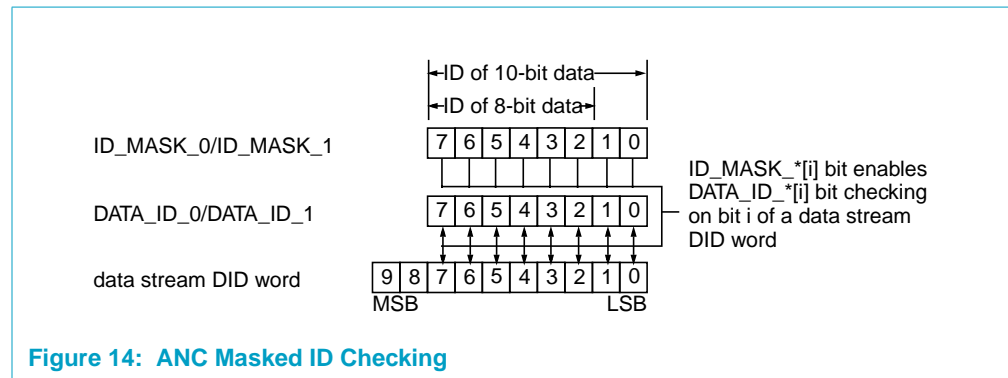 ID of 10-bit data
ID of 8-bit data
ID_MASK_0/ID_MASK_1
7 6 5 4 3 2 1 0
DATA_ID_0/DATA_ID_1
7 6 5 4 3 2 1 0
ID_MASK_*[i] bit enables
DATA_ID_*[i] bit checking
on bit i of a data stream
DID word
data stream DID word
9 8 7 6 5 4 3 2 1 0
MSB LSB
Figure 14: ANC Masked ID Checking